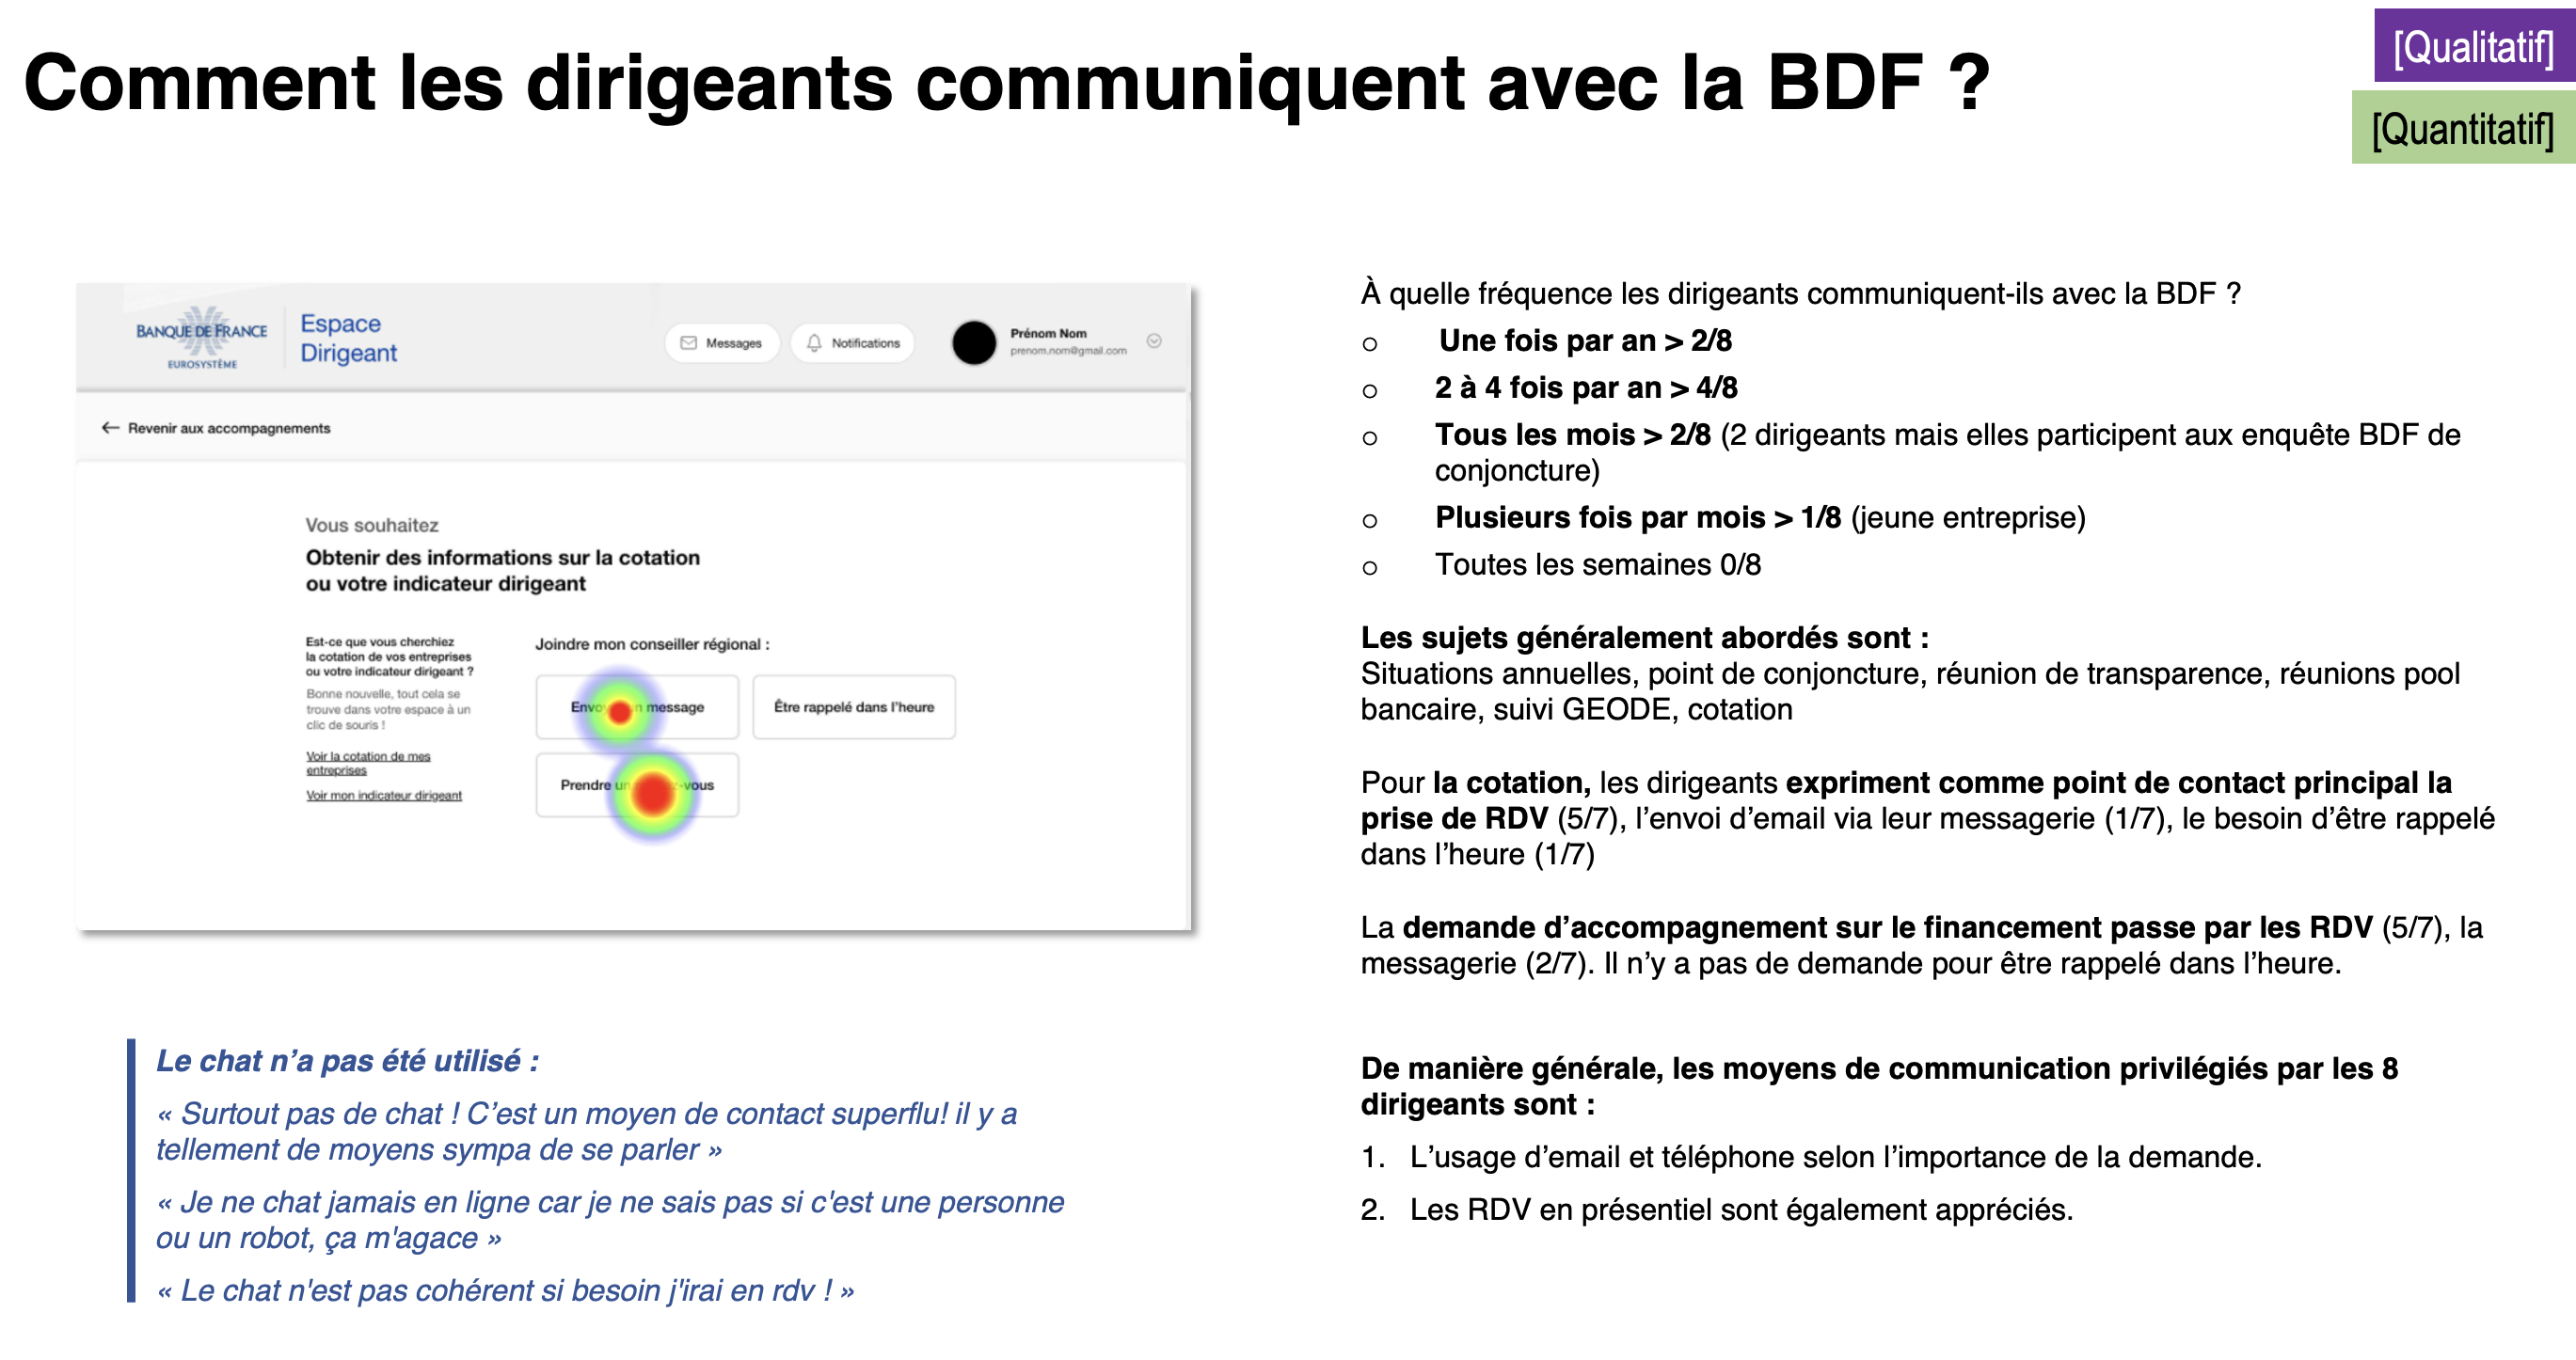 Comment les dirigeants communiquent avec la BDF ?
[Qualitatif]
[Quantitatif]
BANQUE DE FRANCE
EUROSYSTÈME
Espace
Dirigeant
Messages
Notifications
Prénom Nom
prenom.nom@gmail.com
← Revenir aux accompagnements
Vous souhaitez
Obtenir des informations sur la cotation
ou votre indicateur dirigeant
Est-ce que vous cherchiez
la cotation de vos entreprises
ou votre indicateur dirigeant ?
Bonne nouvelle, tout cela se
trouve dans votre espace à un
clic de souris !
Voir la cotation de mes
entreprises
Voir mon indicateur dirigeant
Joindre mon conseiller régional :
message
Être rappelé dans l'heure
Prendre
Le chat n’a pas été utilisé :
« Surtout pas de chat ! C’est un moyen de contact superflu! il y a
tellement de moyens sympa de se parler »
« Je ne chat jamais en ligne car je ne sais pas si c'est une personne
ou un robot, ça m'agace »
« Le chat n'est pas cohérent si besoin j'irai en rdv ! »
À quelle fréquence les dirigeants communiquent-ils avec la BDF ?
o Une fois par an > 2/8
o 2 à 4 fois par an > 4/8
o Tous les mois > 2/8 (2 dirigeants mais elles participent aux enquête BDF de
conjoncture)
o Plusieurs fois par mois > 1/8 (jeune entreprise)
o Toutes les semaines 0/8
Les sujets généralement abordés sont :
Situations annuelles, point de conjoncture, réunion de transparence, réunions pool
bancaire, suivi GEODE, cotation
Pour la cotation, les dirigeants expriment comme point de contact principal la
prise de RDV (5/7), l’envoi d’email via leur messagerie (1/7), le besoin d’être rappelé
dans l’heure (1/7)
La demande d’accompagnement sur le financement passe par les RDV (5/7), la
messagerie (2/7). Il n’y a pas de demande pour être rappelé dans l’heure.
De manière générale, les moyens de communication privilégiés par les 8
dirigeants sont :
1. L’usage d’email et téléphone selon l’importance de la demande.
2. Les RDV en présentiel sont également appréciés.